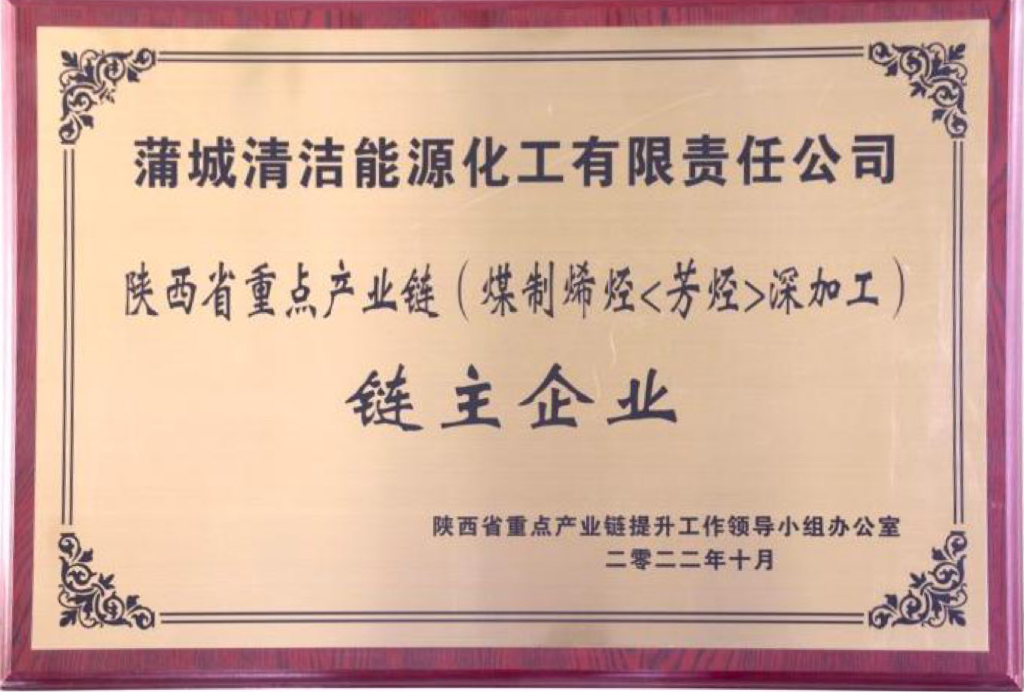 蒲城清洁能源化工有限责任公司
陕西省重点产业链（煤制烯烃<芳烃>深加工）
链主企业
陕西省重点产业链提升工作领导小组办公室
二零二二年十月